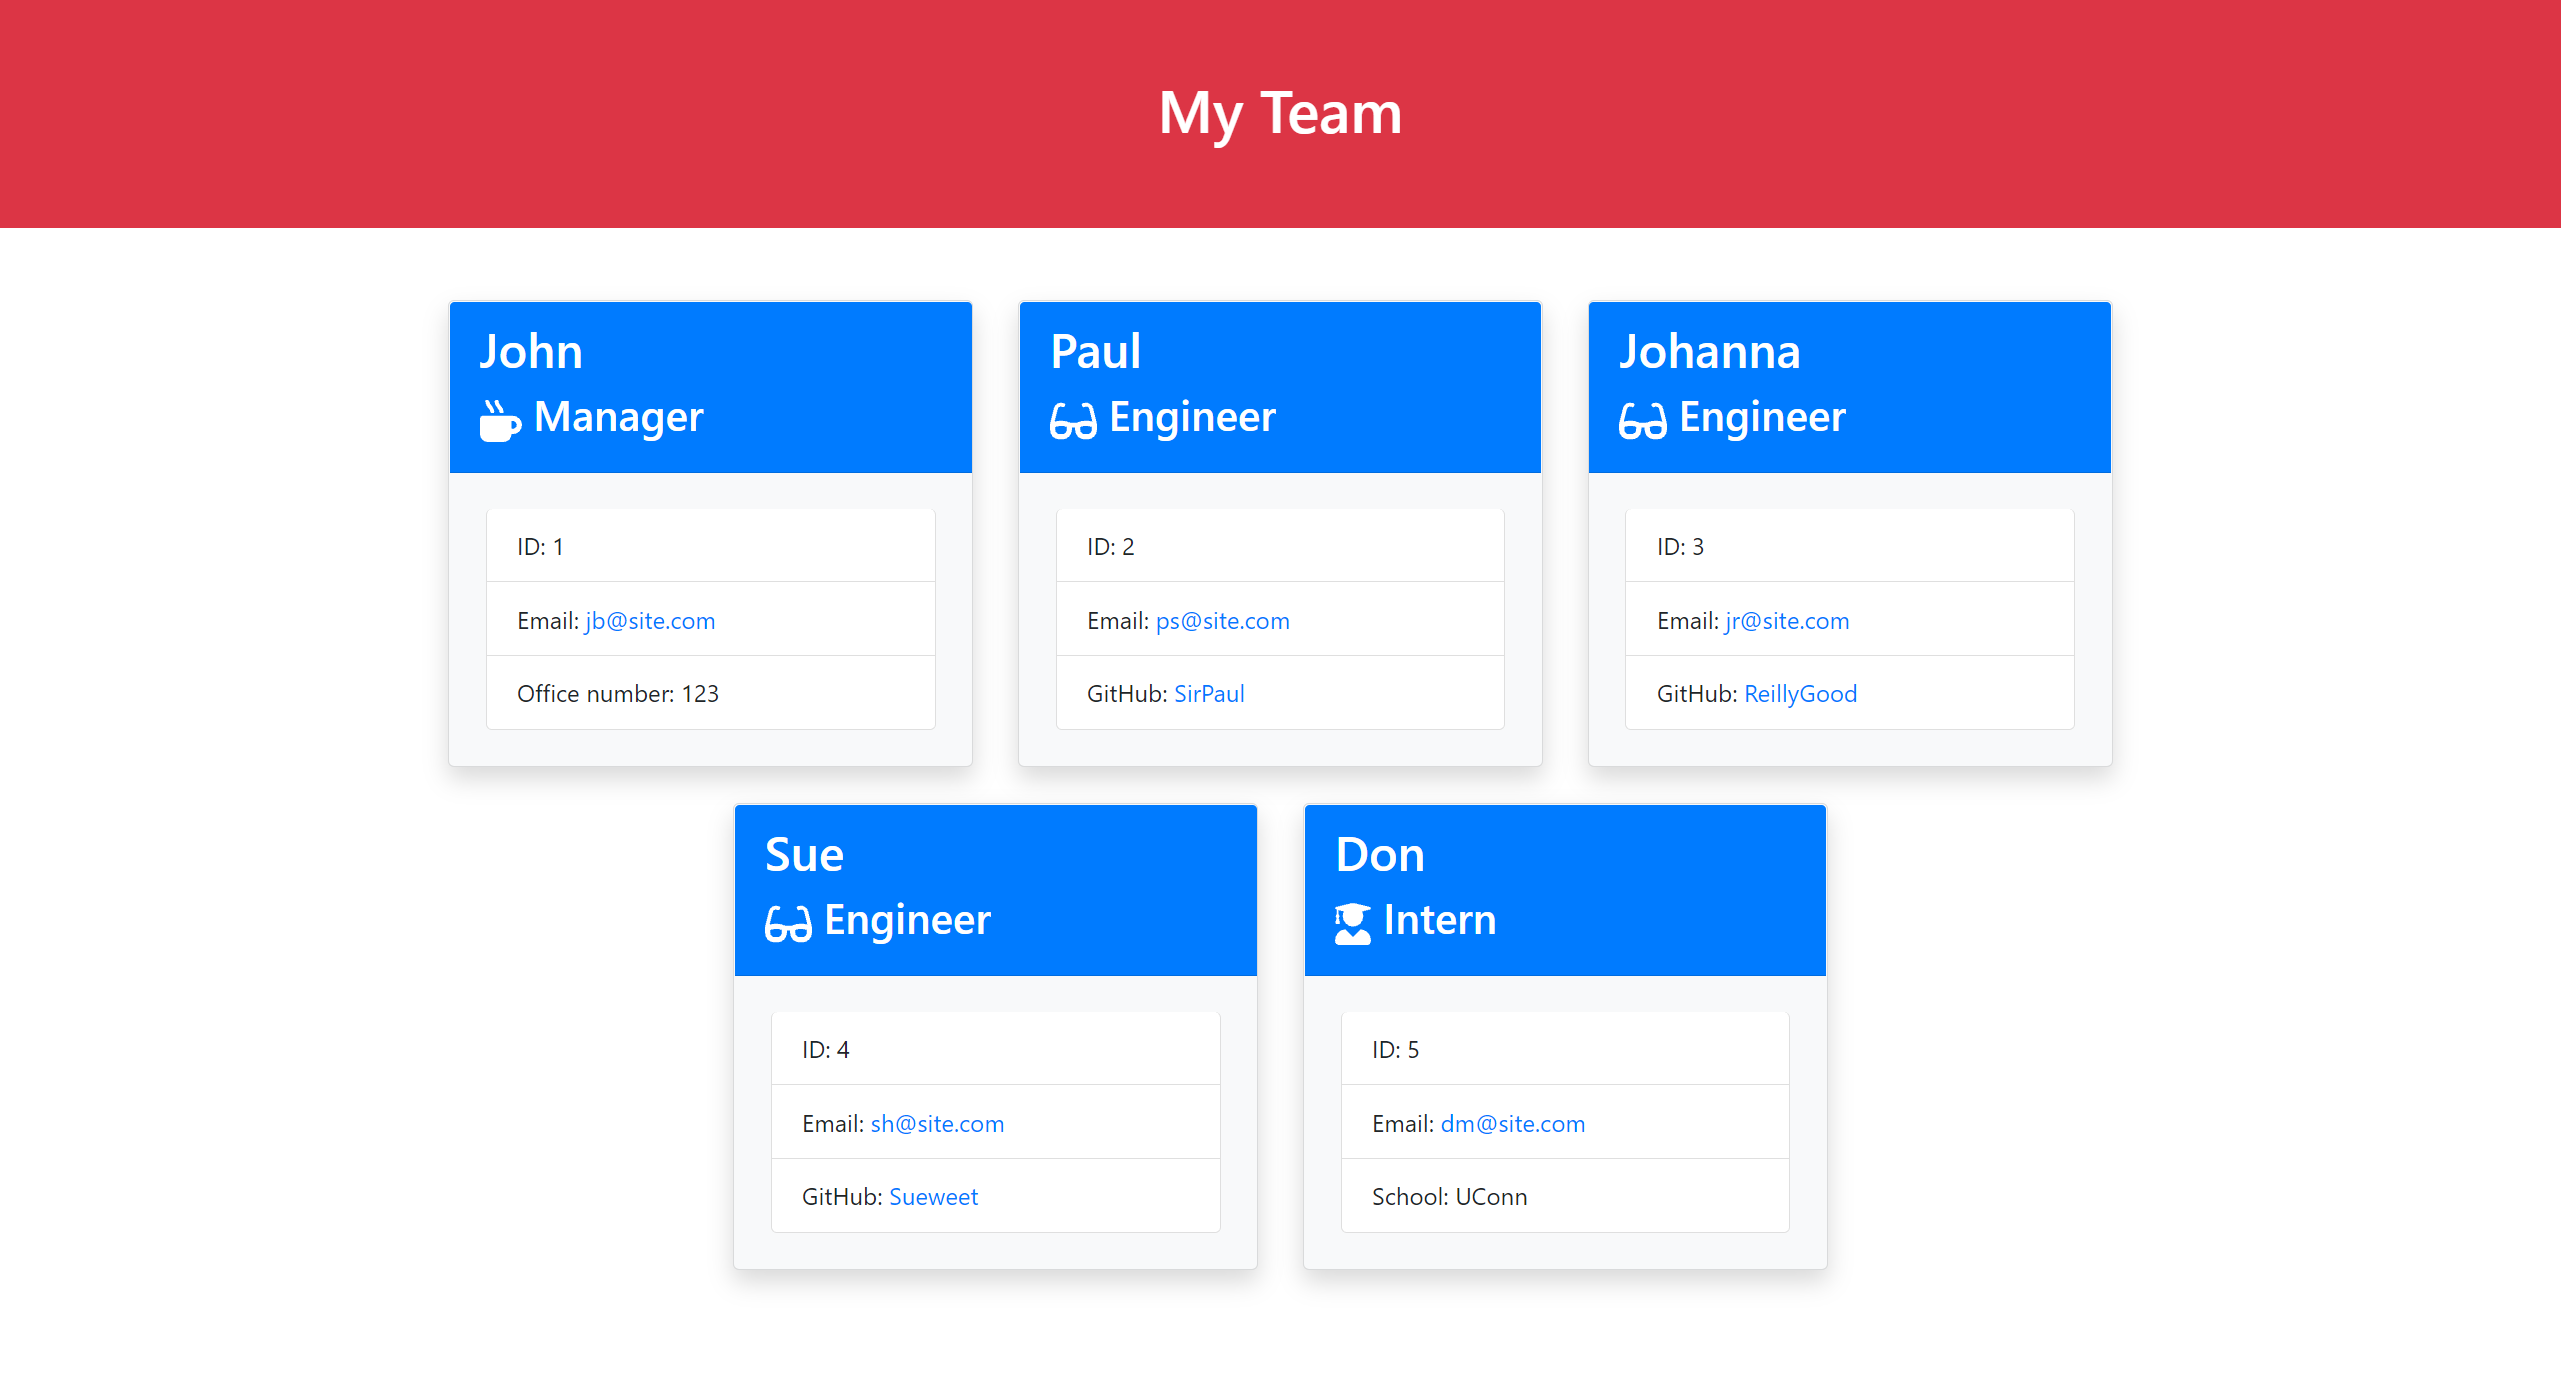 My Team
John
Manager
ID: 1
Email: jb@site.com
Office number: 123
Paul
Engineer
ID: 2
Email: ps@site.com
GitHub: SirPaul
Johanna
Engineer
ID: 3
Email: jr@site.com
GitHub: ReillyGood
Sue
Engineer
ID: 4
Email: sh@site.com
GitHub: Sueweet
Don
Intern
ID: 5
Email: dm@site.com
School: UConn